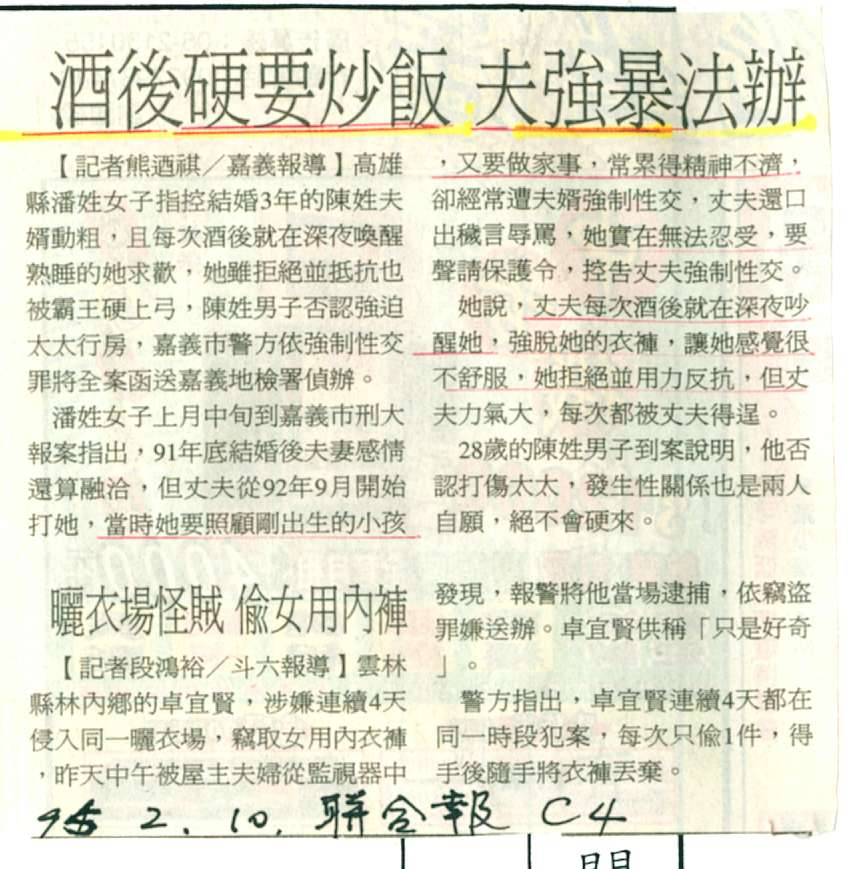 酒後硬要炒飯 夫強暴法辦
【記者熊迺祺／嘉義報導】高雄
縣潘姓女子指控結婚3年的陳姓夫
婿動粗，且每次酒後就在深夜喚醒
熟睡的她求歡，她雖拒絕並抵抗也
被霸王硬上弓，陳姓男子否認強迫
太太行房，嘉義市警方依強制性交
罪將全案函送嘉義地檢署偵辦。
潘姓女子上月中旬到嘉義市刑大
報案指出，91年底結婚後夫妻感情
還算融洽，但丈夫從92年9月開始
打她，當時她要照顧剛出生的小孩
，又要做家事，常累得精神不濟，
卻經常遭夫婿強制性交，丈夫還口
出穢言辱罵，她實在無法忍受，要
聲請保護令，控告丈夫強制性交。
她說，丈夫每次酒後就在深夜吵
醒她，強脫她的衣褲，讓她感覺很
不舒服，她拒絕並用力反抗，但丈
夫力氣大，每次都被丈夫得逞。
28歲的陳姓男子到案說明，他否
認打傷太太，發生性關係也是兩人
自願，絕不會硬來。
曬衣場怪賊 偷女用內褲
【記者段鴻裕／斗六報導】雲林
縣林內鄉的卓宜賢，涉嫌連續4天
侵入同一曬衣場，竊取女用內衣褲
，昨天中午被屋主夫婦從監視器中
發現，報警將他當場逮捕，依竊盜
罪嫌送辦。卓宜賢供稱「只是好奇
」。
警方指出，卓宜賢連續4天都在
同一時段犯案，每次只偷1件，得
手後隨手將衣褲丟棄。
95 2.10. 聯合報 C4